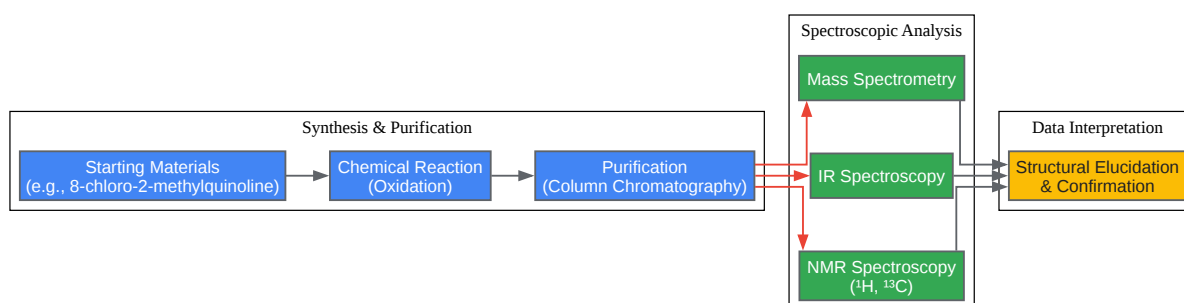 Spectroscopic Analysis
Mass Spectrometry
Synthesis & Purification
Data Interpretation
Starting Materials
(e.g., 8-chloro-2-methylquinoline)
Chemical Reaction
(Oxidation)
Purification
(Column Chromatography)
IR Spectroscopy
Structural Elucidation
& Confirmation
NMR Spectroscopy
(¹H, ¹³C)